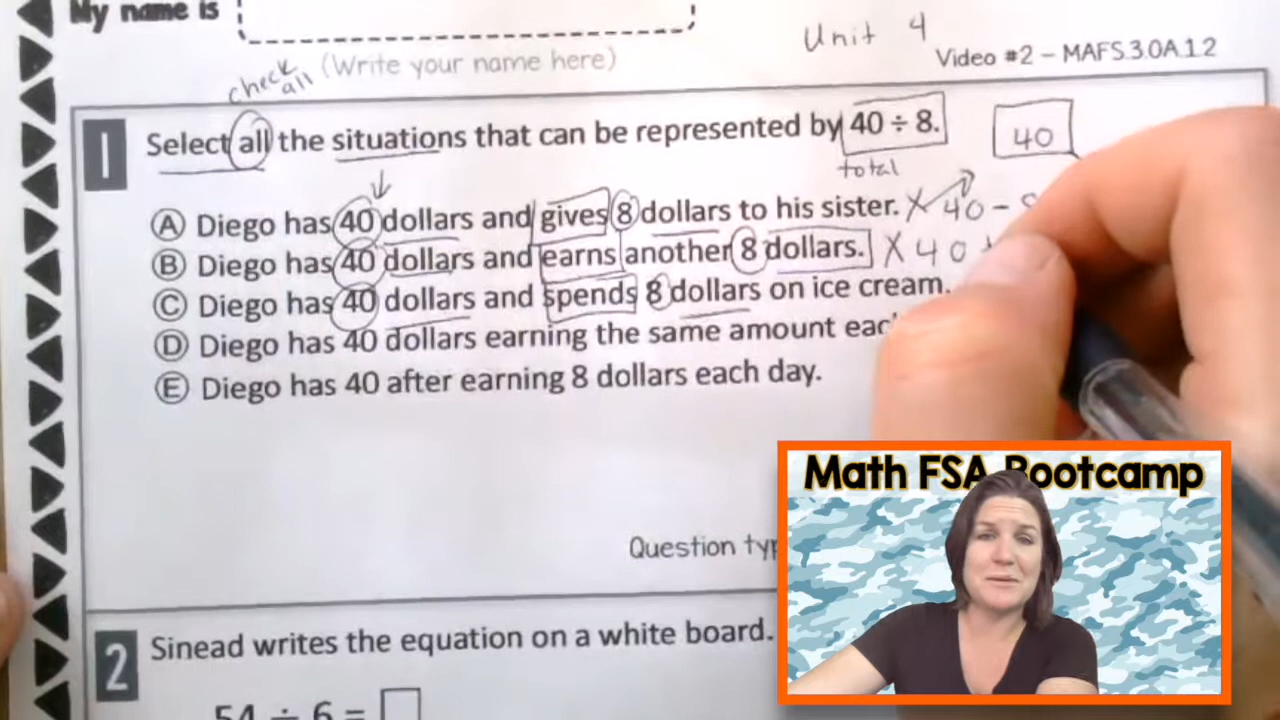 My name is
(Write your name here)
Unit 4
Video #2 – MAFS.3.OA.1.2
check all
1 Select all the situations that can be represented by 40 ÷ 8.
40
total
A Diego has 40 dollars and gives 8 dollars to his sister. X 40 –
B Diego has 40 dollars and earns another 8 dollars. X 40
C Diego has 40 dollars and spends 8 dollars on ice cream.
D Diego has 40 dollars earning the same amount
E Diego has 40 after earning 8 dollars each day.
Question
2 Sinead writes the equation on a white board.
54 ÷ 6 =
Math FSA Bootcamp